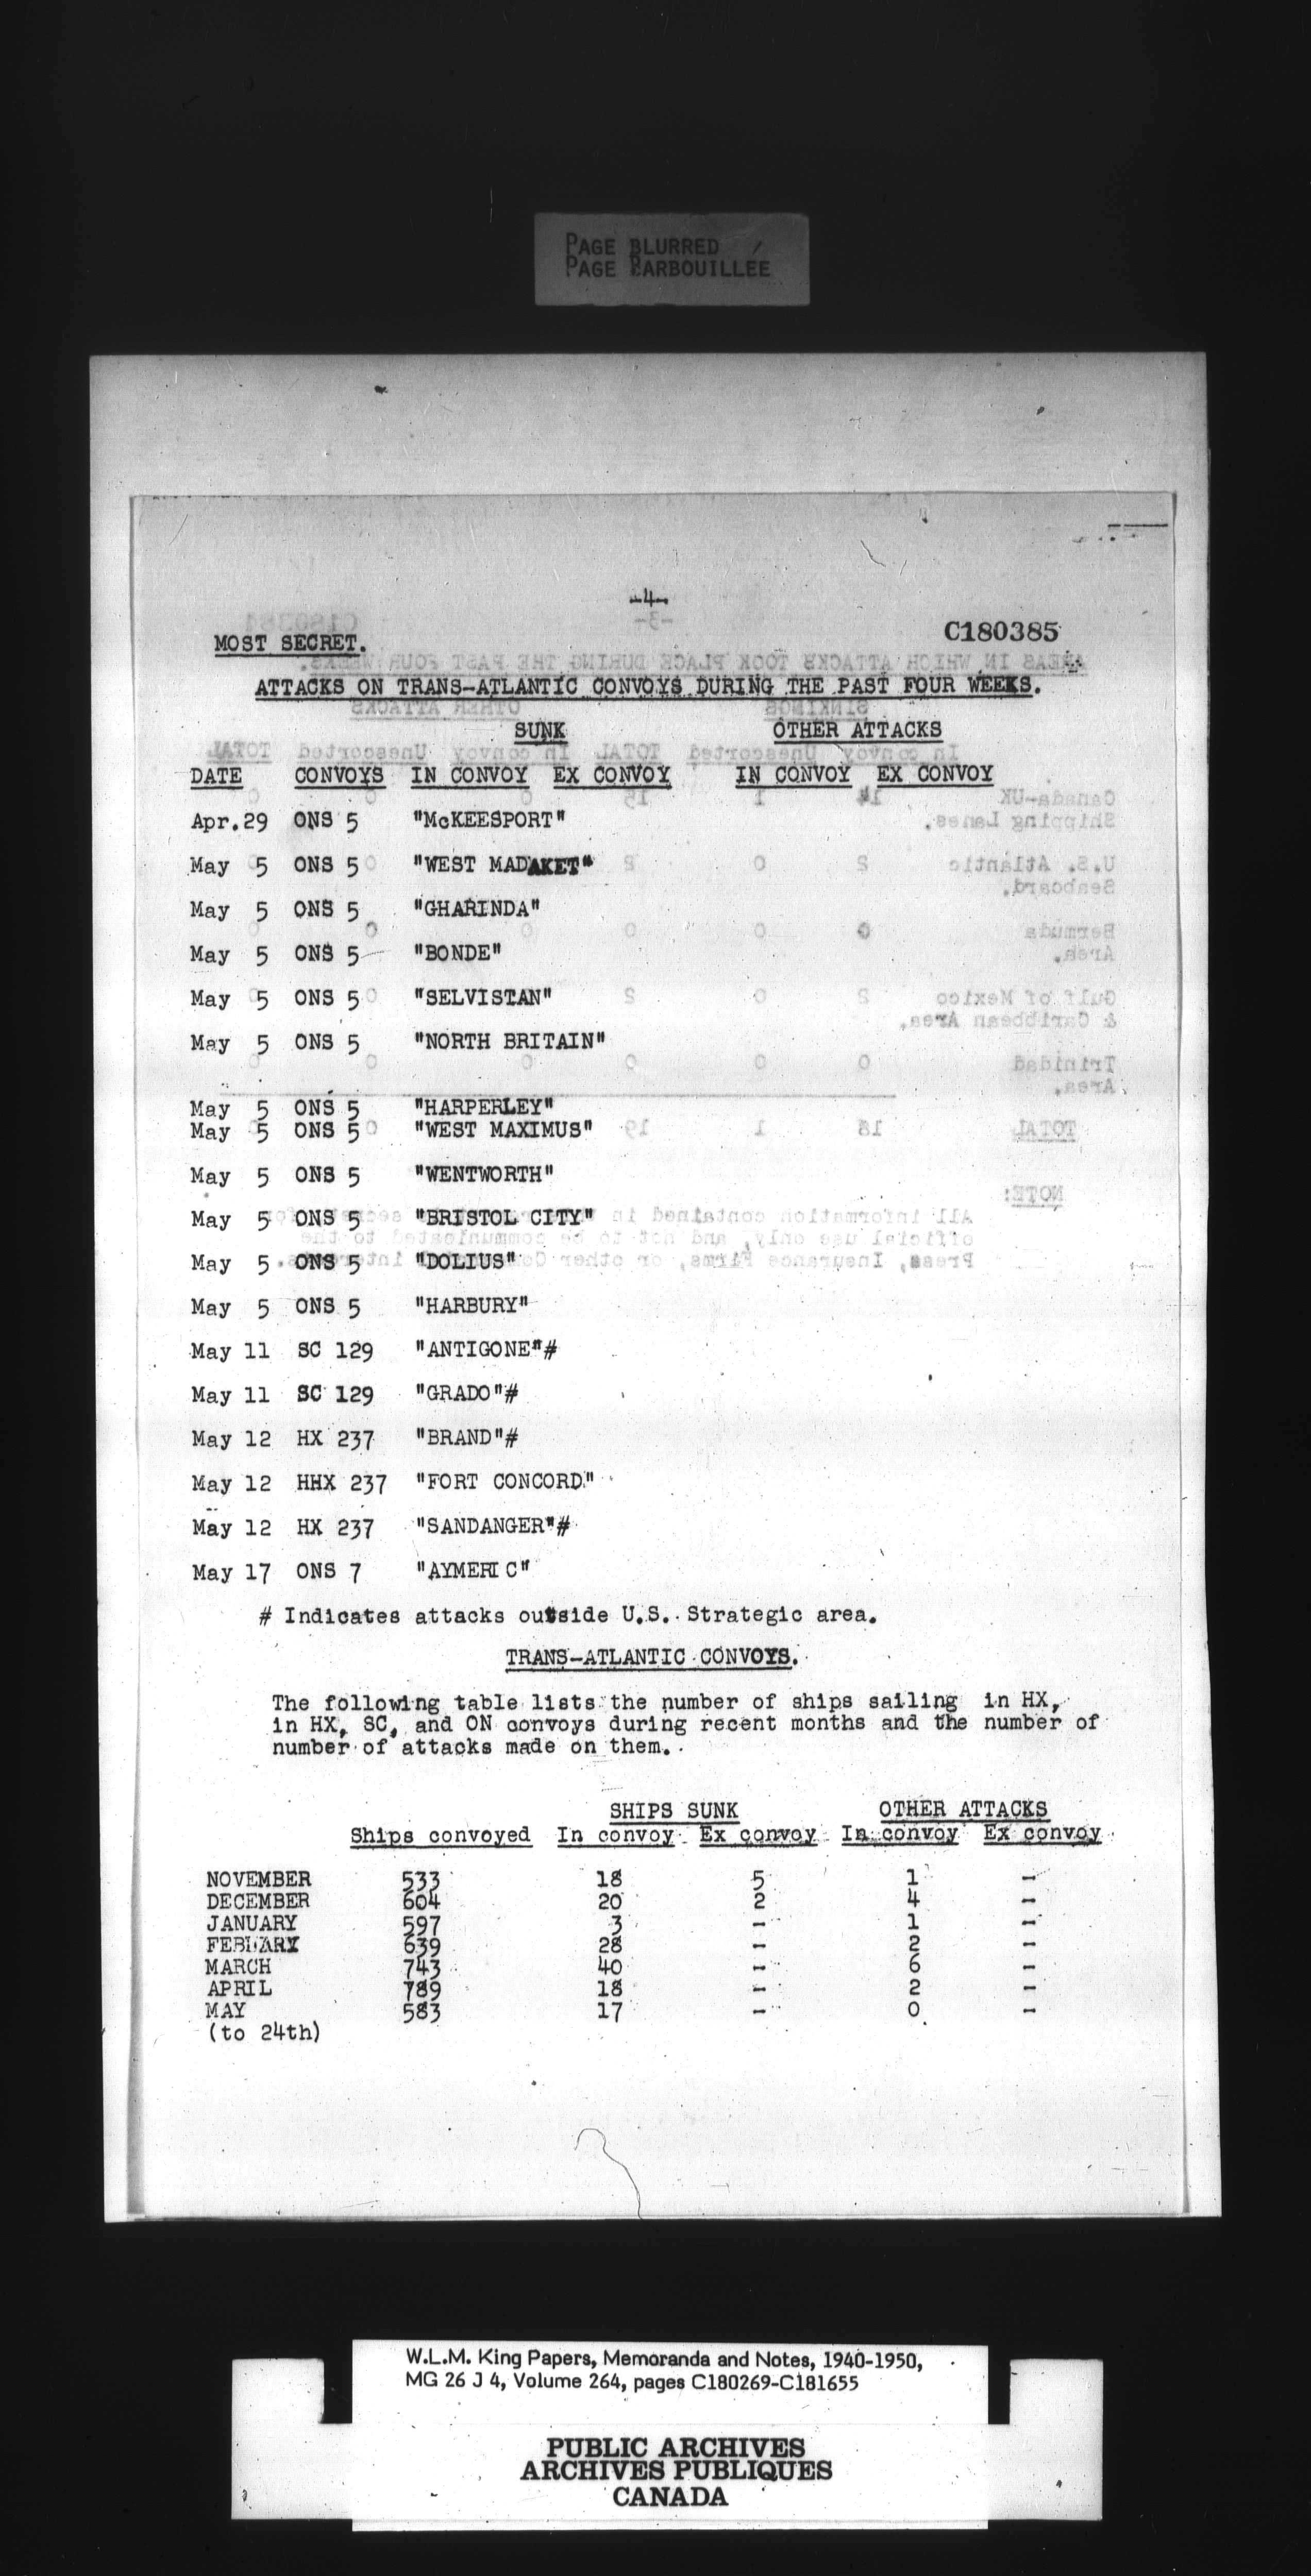 PAGE BLURRED
PAGE BARBOUILLEE
-4-
C180385
MOST SECRET.
ATTACKS ON TRANS-ATLANTIC CONVOYS DURING THE PAST FOUR WEEKS.
SUNK OTHER ATTACKS
DATE CONVOYS IN CONVOY EX CONVOY IN CONVOY EX CONVOY
Apr.29 ONS 5 "McKEESPORT"
May 5 ONS 5 "WEST MADAKET"
May 5 ONS 5 "GHARINDA"
May 5 ONS 5 "BONDE"
May 5 ONS 5 "SELVISTAN"
May 5 ONS 5 "NORTH BRITAIN"
May 5 ONS 5 "HARPERLEY"
May 5 ONS 5 "WEST MAXIMUS"
May 5 ONS 5 "WENTWORTH"
May 5 ONS 5 "BRISTOL CITY"
May 5 ONS 5 "DOLIUS"
May 5 ONS 5 "HARBURY"
May 11 SC 129 "ANTIGONE"#
May 11 SC 129 "GRADO"#
May 12 HX 237 "BRAND"#
May 12 HHX 237 "FORT CONCORD"
May 12 HX 237 "SANDANGER"#
May 17 ONS 7 "AYMERIC"
# Indicates attacks outside U.S. Strategic area.
TRANS-ATLANTIC CONVOYS.
The following table lists the number of ships sailing in HX,
in HX, SC, and ON convoys during recent months and the number of
number of attacks made on them.
SHIPS SUNK OTHER ATTACKS
Ships convoyed In convoy Ex convoy In convoy Ex convoy
NOVEMBER 533 18 5 1 -
DECEMBER 604 20 2 4 -
JANUARY 597 3 - 1 -
FEBUARY 639 28 - 2 -
MARCH 743 40 - 6 -
APRIL 789 18 - 2 -
MAY 583 17 - 0 -
(to 24th)
W.L.M. King Papers, Memoranda and Notes, 1940-1950,
MG 26 J 4, Volume 264, pages C180269-C181655
PUBLIC ARCHIVES
ARCHIVES PUBLIQUES
CANADA